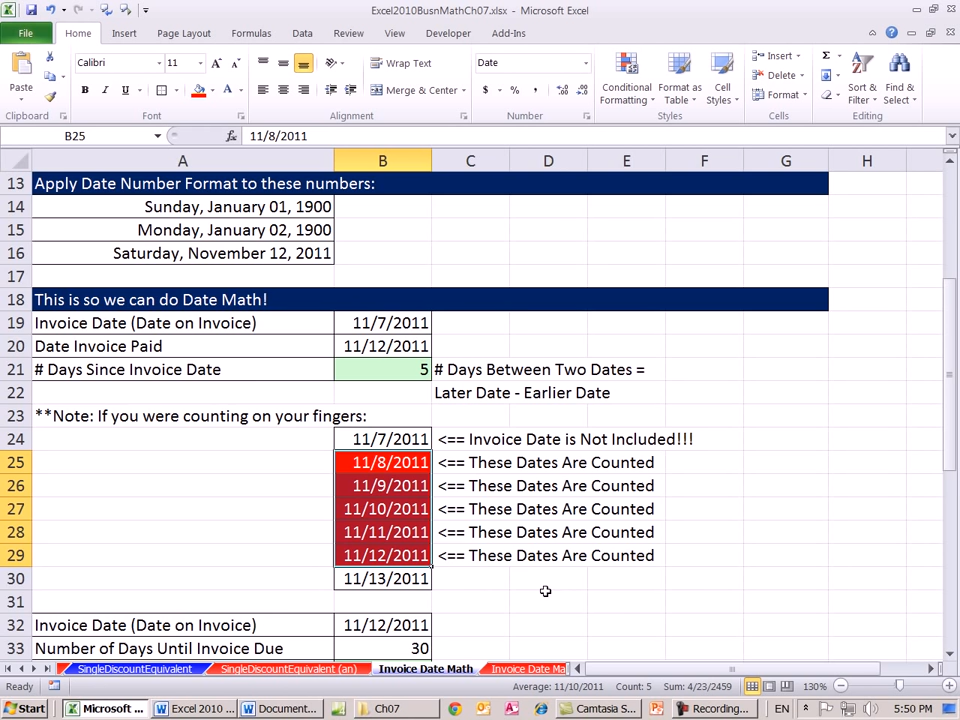 Excel2010BusnMathCh07.xlsx - Microsoft Excel
File Home Insert Page Layout Formulas Data Review View Developer Add-Ins
Calibri 11 Wrap Text Date Insert Σ
Paste Conditional Formatting Format as Table Cell Styles Delete Sort & Filter Find & Select
B I U A Merge & Center $ % , Format
Clipboard Font Alignment Number Styles Cells Editing
B25 fx 11/8/2011
A B C D E F G H
13 Apply Date Number Format to these numbers:
14 Sunday, January 01, 1900
15 Monday, January 02, 1900
16 Saturday, November 12, 2011
17
18 This is so we can do Date Math!
19 Invoice Date (Date on Invoice) 11/7/2011
20 Date Invoice Paid 11/12/2011
21 # Days Since Invoice Date 5 # Days Between Two Dates =
22 Later Date - Earlier Date
23 **Note: If you were counting on your fingers:
24 11/7/2011 <== Invoice Date is Not Included!!!
25 11/8/2011 <== These Dates Are Counted
26 11/9/2011 <== These Dates Are Counted
27 11/10/2011 <== These Dates Are Counted
28 11/11/2011 <== These Dates Are Counted
29 11/12/2011 <== These Dates Are Counted
30 11/13/2011
31
32 Invoice Date (Date on Invoice) 11/12/2011
33 Number of Days Until Invoice Due 30
SingleDiscountEquivalent SingleDiscountEquivalent (an) Invoice Date Math Invoice Date Ma
Ready Average: 11/10/2011 Count: 5 Sum: 4/23/2459 130%
Start Microsoft ... Excel 2010 ... Document... Ch07 Camtasia S... Recording... EN 5:50 PM